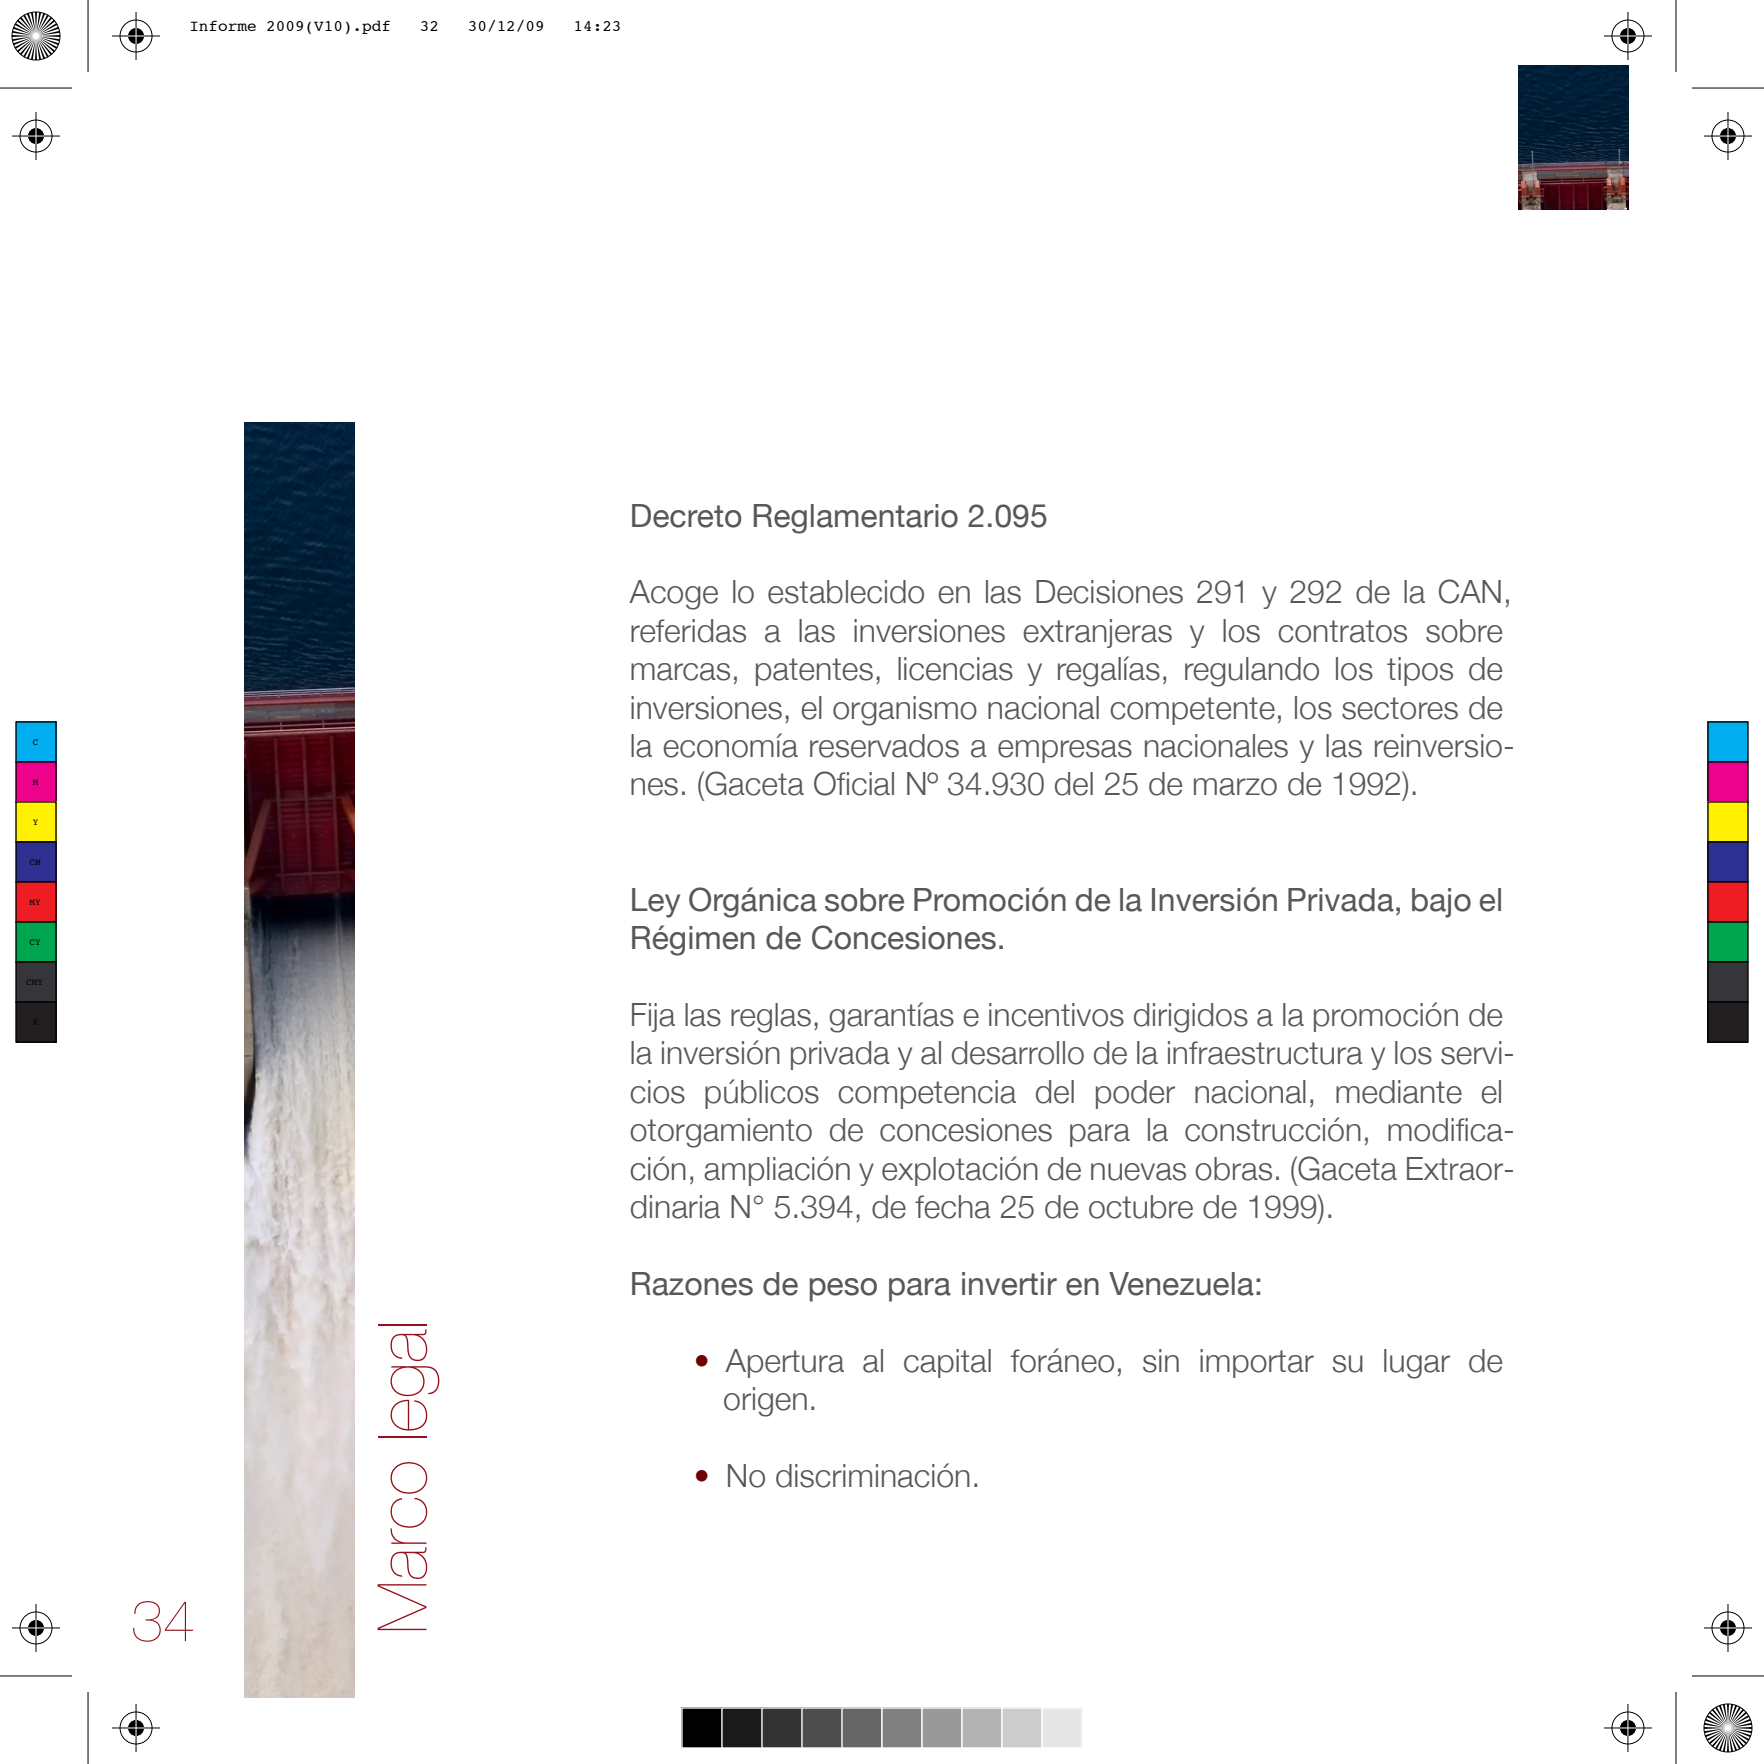 Informe 2009(V10).pdf 32 30/12/09 14:23
Decreto Reglamentario 2.095
Acoge lo establecido en las Decisiones 291 y 292 de la CAN,
referidas a las inversiones extranjeras y los contratos sobre
marcas, patentes, licencias y regalías, regulando los tipos de
inversiones, el organismo nacional competente, los sectores de
la economía reservados a empresas nacionales y las reinversio-
nes. (Gaceta Oficial Nº 34.930 del 25 de marzo de 1992).
Ley Orgánica sobre Promoción de la Inversión Privada, bajo el
Régimen de Concesiones.
Fija las reglas, garantías e incentivos dirigidos a la promoción de
la inversión privada y al desarrollo de la infraestructura y los servi-
cios públicos competencia del poder nacional, mediante el
otorgamiento de concesiones para la construcción, modifica-
ción, ampliación y explotación de nuevas obras. (Gaceta Extraor-
dinaria N° 5.394, de fecha 25 de octubre de 1999).
Razones de peso para invertir en Venezuela:
• Apertura al capital foráneo, sin importar su lugar de
origen.
• No discriminación.
Marco legal
34
C
M
Y
CM
MY
CY
CMY
K